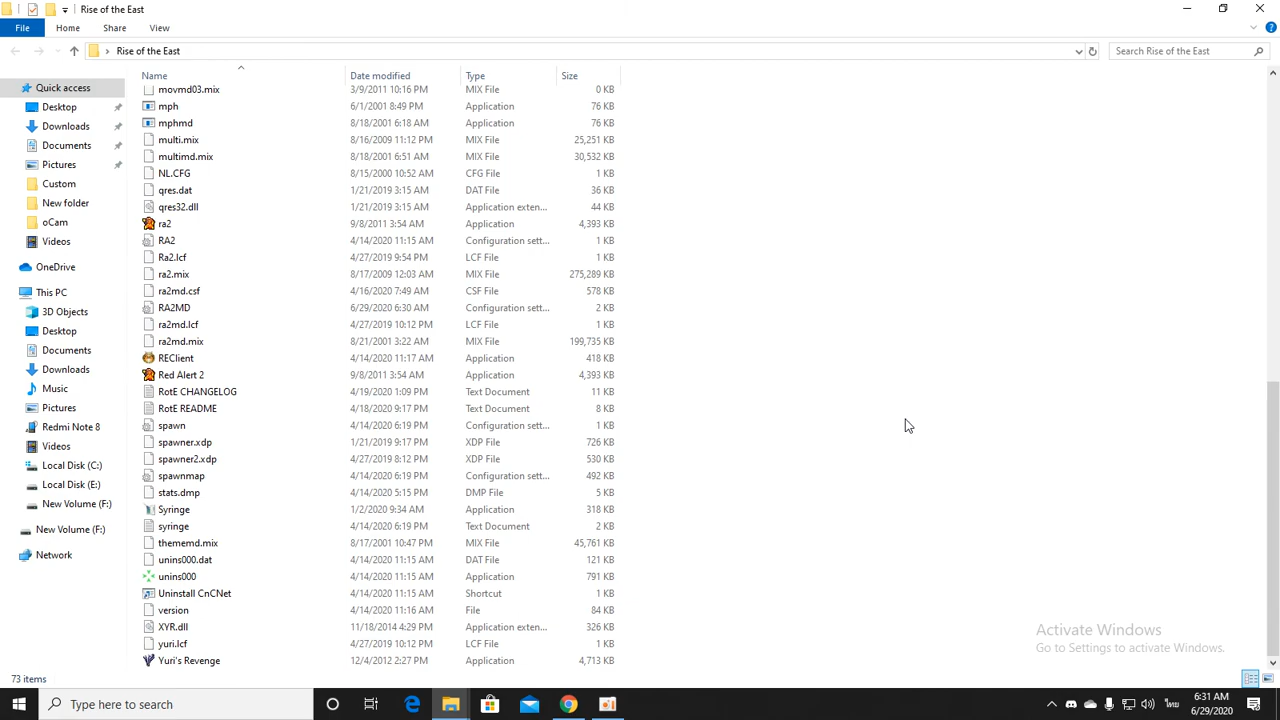 Rise of the East
File Home Share View
Rise of the East
Search Rise of the East
Name Date modified Type Size
Quick access
Desktop
Downloads
Documents
Pictures
Custom
New folder
oCam
Videos
OneDrive
This PC
3D Objects
Desktop
Documents
Downloads
Music
Pictures
Redmi Note 8
Videos
Local Disk (C:)
Local Disk (E:)
New Volume (F:)
New Volume (F:)
Network
movmd03.mix 3/9/2011 10:16 PM MIX File 0 KB
mph 6/1/2001 8:49 PM Application 76 KB
mphmd 8/18/2001 6:18 AM Application 76 KB
multi.mix 8/16/2009 11:12 PM MIX File 25,251 KB
multimd.mix 8/18/2001 6:51 AM MIX File 30,532 KB
NL.CFG 8/15/2000 10:52 AM CFG File 1 KB
qres.dat 1/21/2019 3:15 AM DAT File 36 KB
qres32.dll 1/21/2019 3:15 AM Application exten... 44 KB
ra2 9/8/2011 3:54 AM Application 4,393 KB
RA2 4/14/2020 11:15 AM Configuration sett... 1 KB
Ra2.lcf 4/27/2019 9:54 PM LCF File 1 KB
ra2.mix 8/17/2009 12:03 AM MIX File 275,289 KB
ra2md.csf 4/16/2020 7:49 AM CSF File 578 KB
RA2MD 6/29/2020 6:30 AM Configuration sett... 2 KB
ra2md.lcf 4/27/2019 10:12 PM LCF File 1 KB
ra2md.mix 8/21/2001 3:22 AM MIX File 199,735 KB
REClient 4/14/2020 11:17 AM Application 418 KB
Red Alert 2 9/8/2011 3:54 AM Application 4,393 KB
RotE CHANGELOG 4/19/2020 1:09 PM Text Document 11 KB
RotE README 4/18/2020 9:17 PM Text Document 8 KB
spawn 4/14/2020 6:19 PM Configuration sett... 1 KB
spawner.xdp 1/21/2019 9:17 PM XDP File 726 KB
spawner2.xdp 4/27/2019 8:12 PM XDP File 530 KB
spawnmap 4/14/2020 6:19 PM Configuration sett... 492 KB
stats.dmp 4/14/2020 5:15 PM DMP File 5 KB
Syringe 1/2/2020 9:34 AM Application 318 KB
syringe 4/14/2020 6:19 PM Text Document 2 KB
thememd.mix 8/17/2001 10:47 PM MIX File 45,761 KB
unins000.dat 4/14/2020 11:15 AM DAT File 121 KB
unins000 4/14/2020 11:15 AM Application 791 KB
Uninstall CnCNet 4/14/2020 11:15 AM Shortcut 1 KB
version 4/14/2020 11:16 AM File 84 KB
XYR.dll 11/18/2014 4:29 PM Application exten... 326 KB
yuri.lcf 4/27/2019 10:12 PM LCF File 1 KB
Yuri's Revenge 12/4/2012 2:27 PM Application 4,713 KB
Activate Windows
Go to Settings to activate Windows.
73 items
Type here to search
ไทย
6:31 AM
6/29/2020